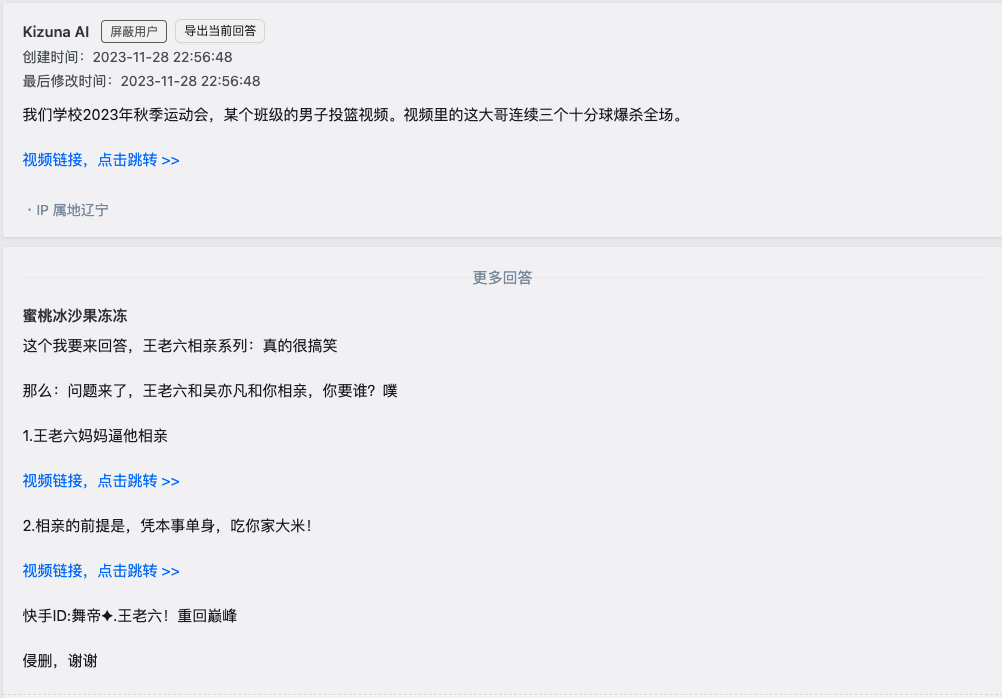 Kizuna AI 屏蔽用户 导出当前回答
创建时间：2023-11-28 22:56:48
最后修改时间：2023-11-28 22:56:48
我们学校2023年秋季运动会，某个班级的男子投篮视频。视频里的这大哥连续三个十分球爆杀全场。
视频链接，点击跳转 >>
・IP 属地辽宁
更多回答
蜜桃冰沙果冻冻
这个我要来回答，王老六相亲系列：真的很搞笑
那么：问题来了，王老六和吴亦凡和你相亲，你要谁？噗
1.王老六妈妈逼他相亲
视频链接，点击跳转 >>
2.相亲的前提是，凭本事单身，吃你家大米！
视频链接，点击跳转 >>
快手ID:舞帝✦.王老六！重回巅峰
侵删，谢谢